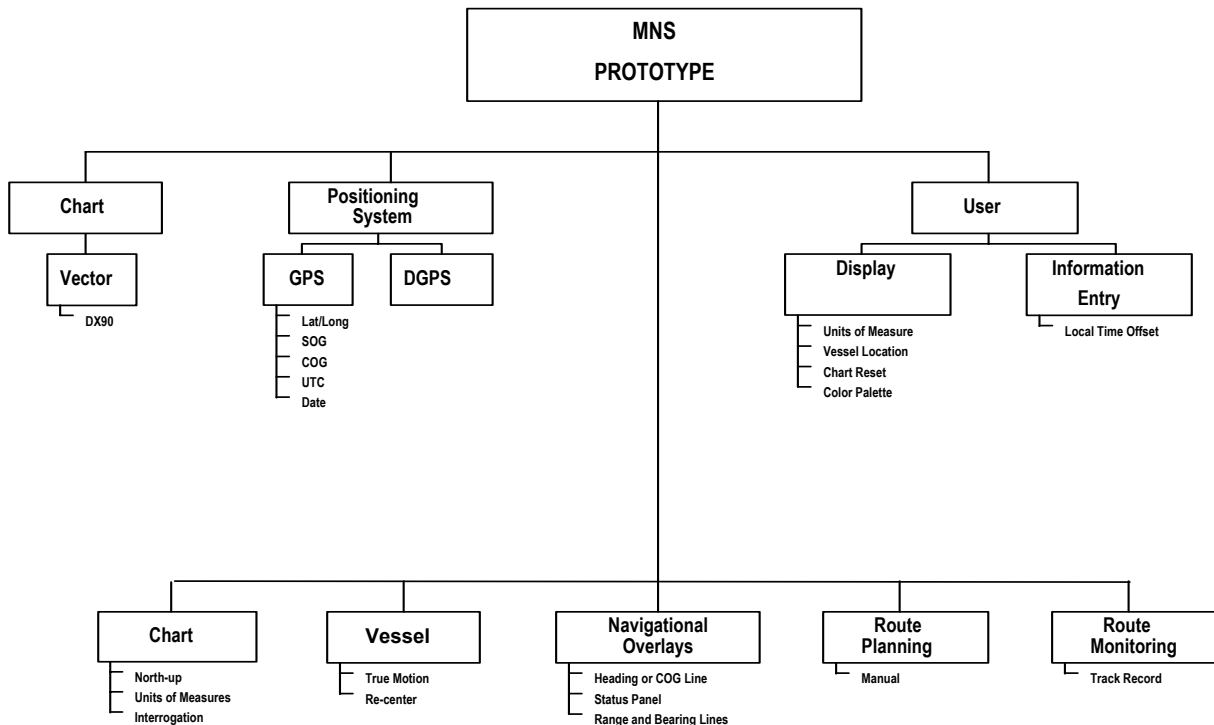 MNS
PROTOTYPE
Chart
Positioning
System
User
Vector
GPS
DGPS
Display
Information
Entry
DX90
Lat/Long
SOG
COG
UTC
Date
Units of Measure
Vessel Location
Chart Reset
Color Palette
Local Time Offset
Chart
Vessel
Navigational
Overlays
Route
Planning
Route
Monitoring
North-up
Units of Measures
Interrogation
True Motion
Re-center
Heading or COG Line
Status Panel
Range and Bearing Lines
Manual
Track Record